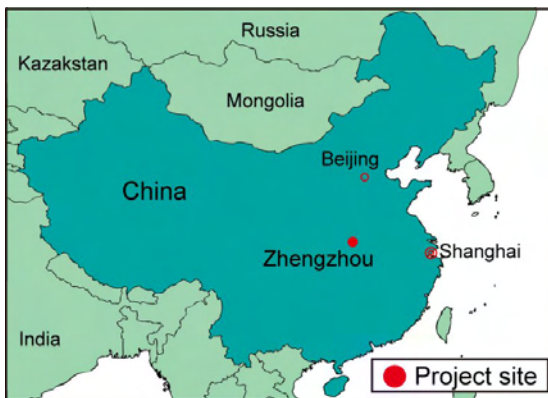 Russia
Kazakstan
Mongolia
Beijing
China
Zhengzhou
Shanghai
India
Project site